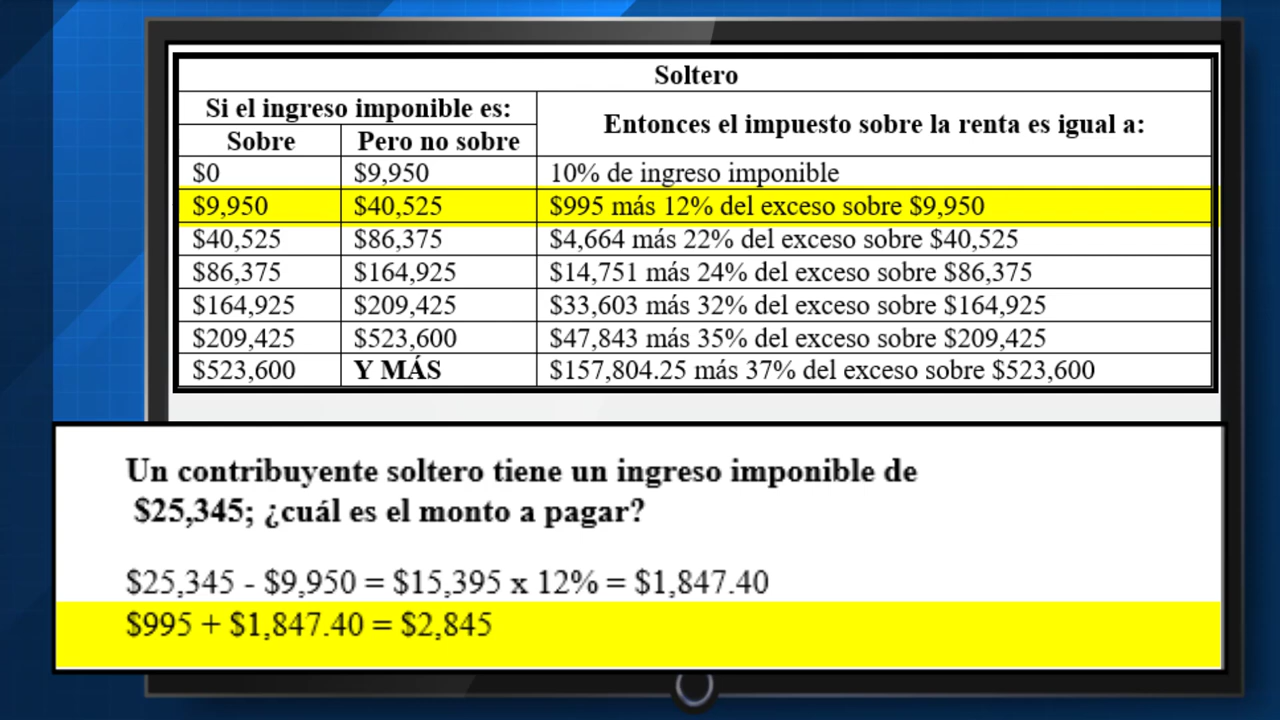 Soltero
Si el ingreso imponible es:
Entonces el impuesto sobre la renta es igual a:
Sobre Pero no sobre
$0 $9,950 10% de ingreso imponible
$9,950 $40,525 $995 más 12% del exceso sobre $9,950
$40,525 $86,375 $4,664 más 22% del exceso sobre $40,525
$86,375 $164,925 $14,751 más 24% del exceso sobre $86,375
$164,925 $209,425 $33,603 más 32% del exceso sobre $164,925
$209,425 $523,600 $47,843 más 35% del exceso sobre $209,425
$523,600 Y MÁS $157,804.25 más 37% del exceso sobre $523,600
Un contribuyente soltero tiene un ingreso imponible de
$25,345; ¿cuál es el monto a pagar?
$25,345 - $9,950 = $15,395 x 12% = $1,847.40
$995 + $1,847.40 = $2,845